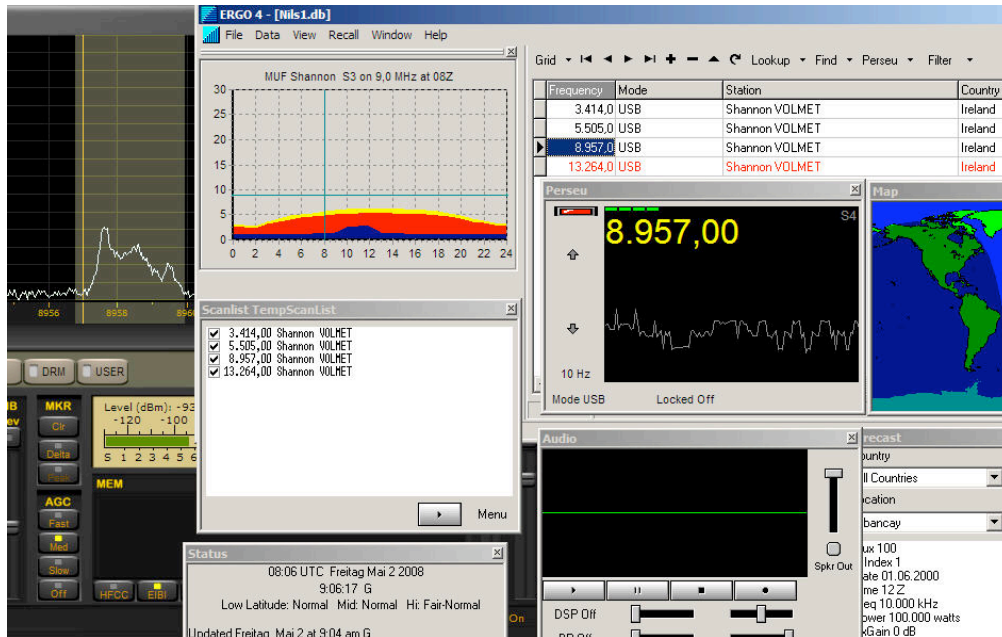 ERGO 4 - [Nils1.db]
File Data View Recall Window Help
MUF Shannon S3 on 9,0 MHz at 08Z
30
25
20
15
10
5
0
0 2 4 6 8 10 12 14 16 18 20 22 24
Grid Lookup Find Perseu Filter
Frequency Mode Station Country
3.414,0 USB Shannon VOLMET Ireland
5.505,0 USB Shannon VOLMET Ireland
8.957,0 USB Shannon VOLMET Ireland
13.264,0 USB Shannon VOLMET Ireland
Perseu
S4
8.957,00
10 Hz
Mode USB Locked Off
Map
8956 8958 8960
Scanlist TempScanList
3.414,00 Shannon VOLMET
5.505,00 Shannon VOLMET
8.957,00 Shannon VOLMET
13.264,00 Shannon VOLMET
Menu
DRM USER
MKR
Clr
Delta
Peak
AGC
Fast
Med
Slow
Off
Level (dBm): -93
-120 -100
S 1 2 3 4 5 6
MEM
HFCC EIBI
Status
08:06 UTC Freitag Mai 2 2008
9:06:17 G
Low Latitude: Normal Mid: Normal Hi: Fair-Normal
Updated Freitag, Mai 2 at 9:04 am G
On
Audio
Spkr Out
DSP Off
recast
ountry
ll Countries
cation
bancay
ux 100
Index 1
ate 01.06.2000
me 12 Z
eq 10.000 kHz
ower 100.000 watts
xGain 0 dB